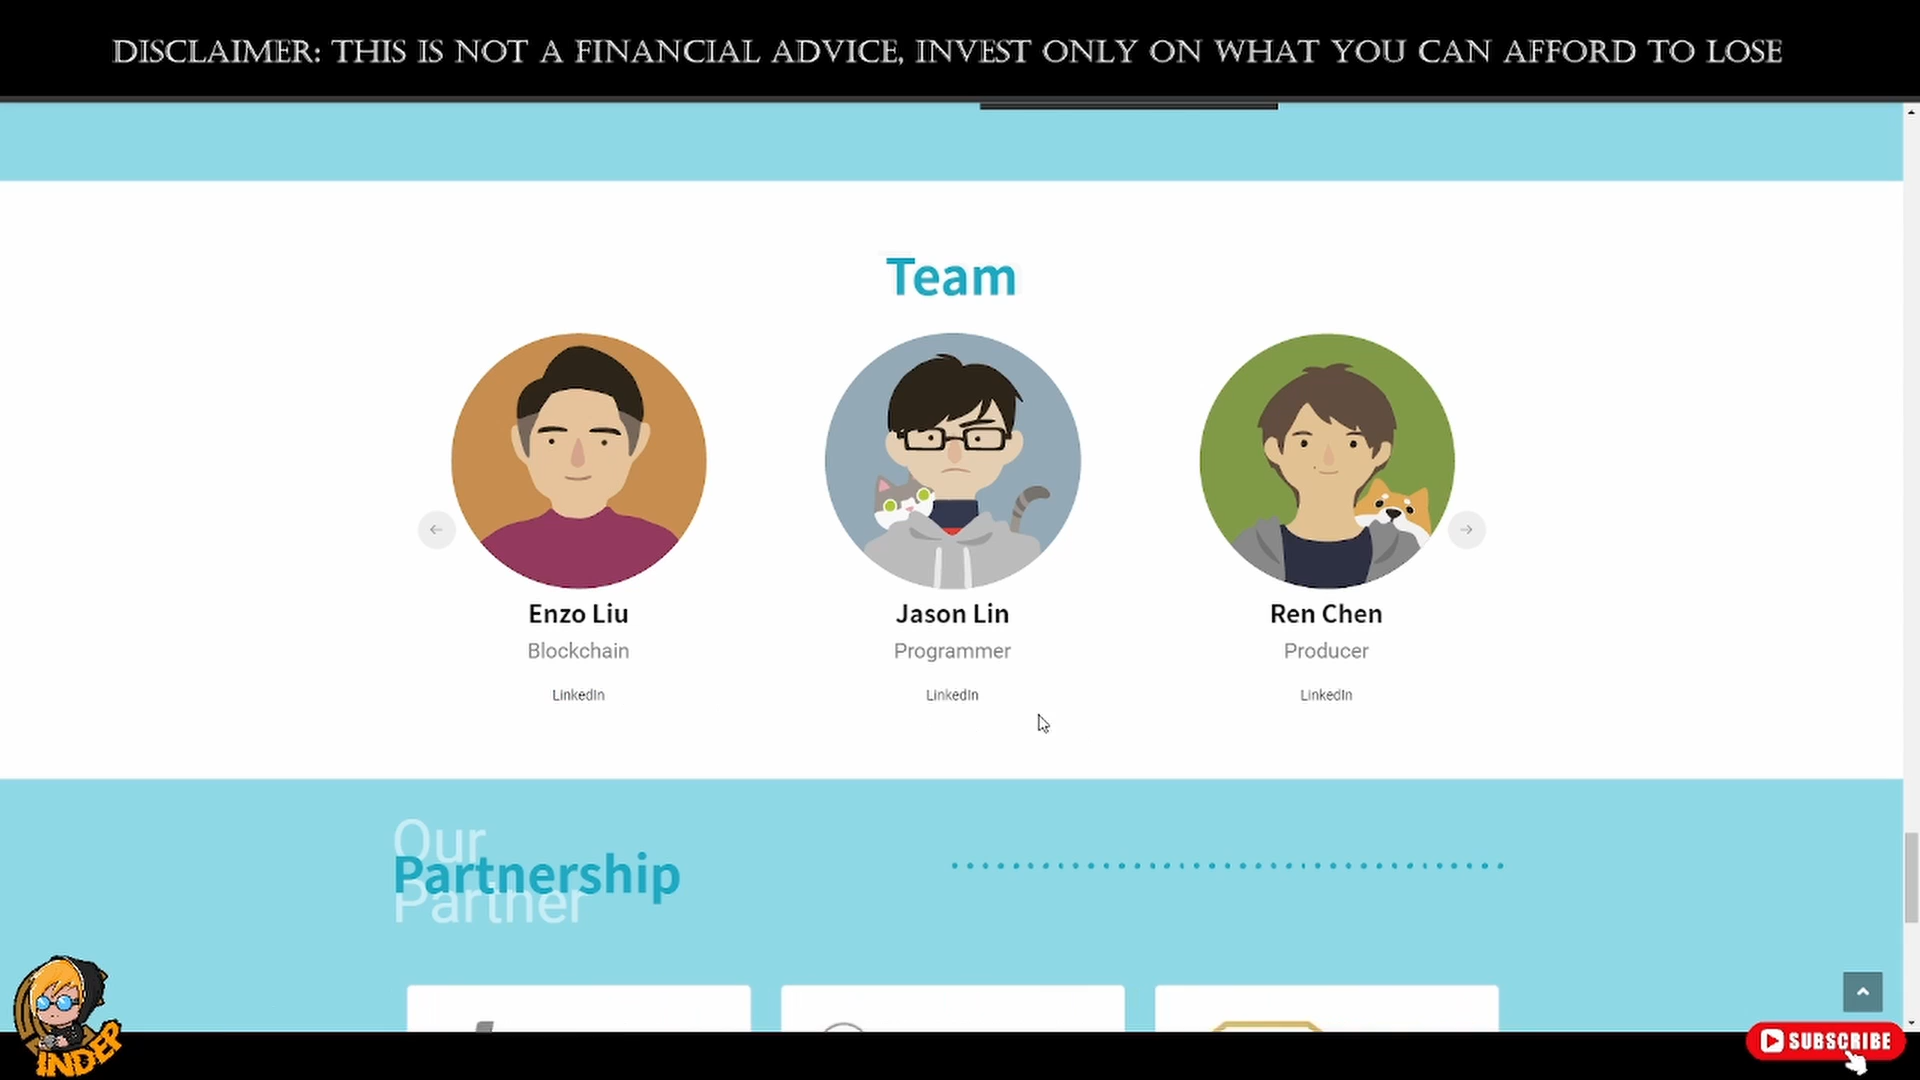 DISCLAIMER: THIS IS NOT A FINANCIAL ADVICE, INVEST ONLY ON WHAT YOU CAN AFFORD TO LOSE
Team
Enzo Liu
Blockchain
LinkedIn
Jason Lin
Programmer
LinkedIn
Ren Chen
Producer
LinkedIn
Our
Partnership
Partner
INDEP
SUBSCRIBE